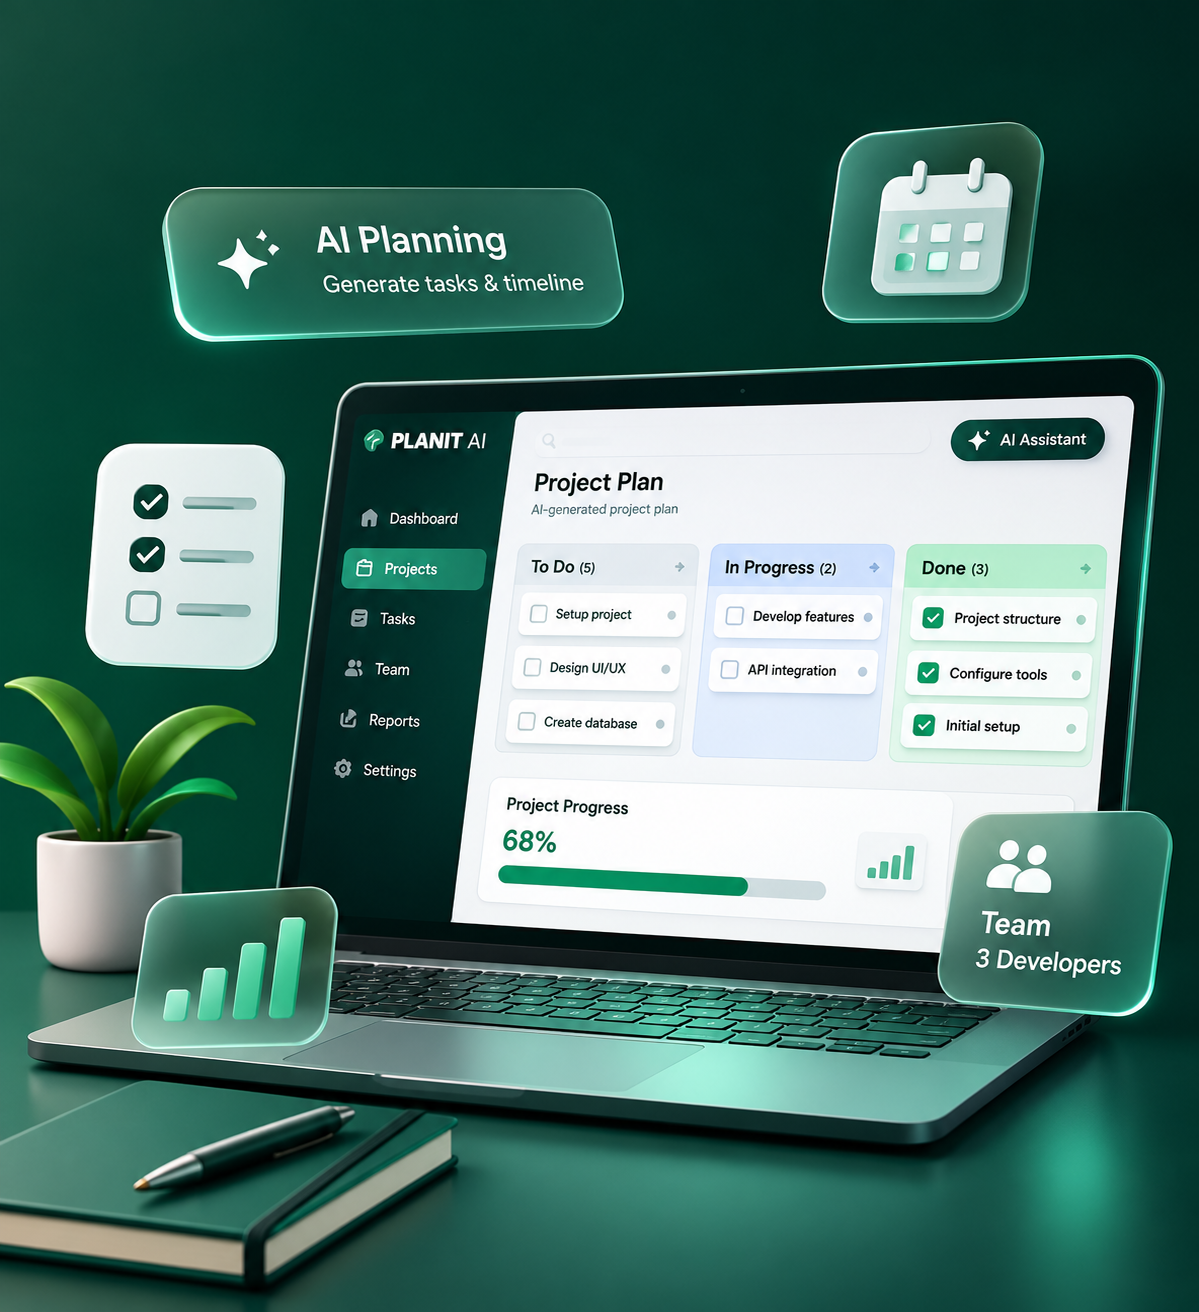 AI Planning
Generate tasks & timeline
PLANIT AI
AI Assistant
Project Plan
AI-generated project plan
Dashboard
Projects
Tasks
Team
Reports
Settings
To Do (5)
Setup project
Design UI/UX
Create database
In Progress (2)
Develop features
API integration
Done (3)
Project structure
Configure tools
Initial setup
Project Progress
68%
Team
3 Developers